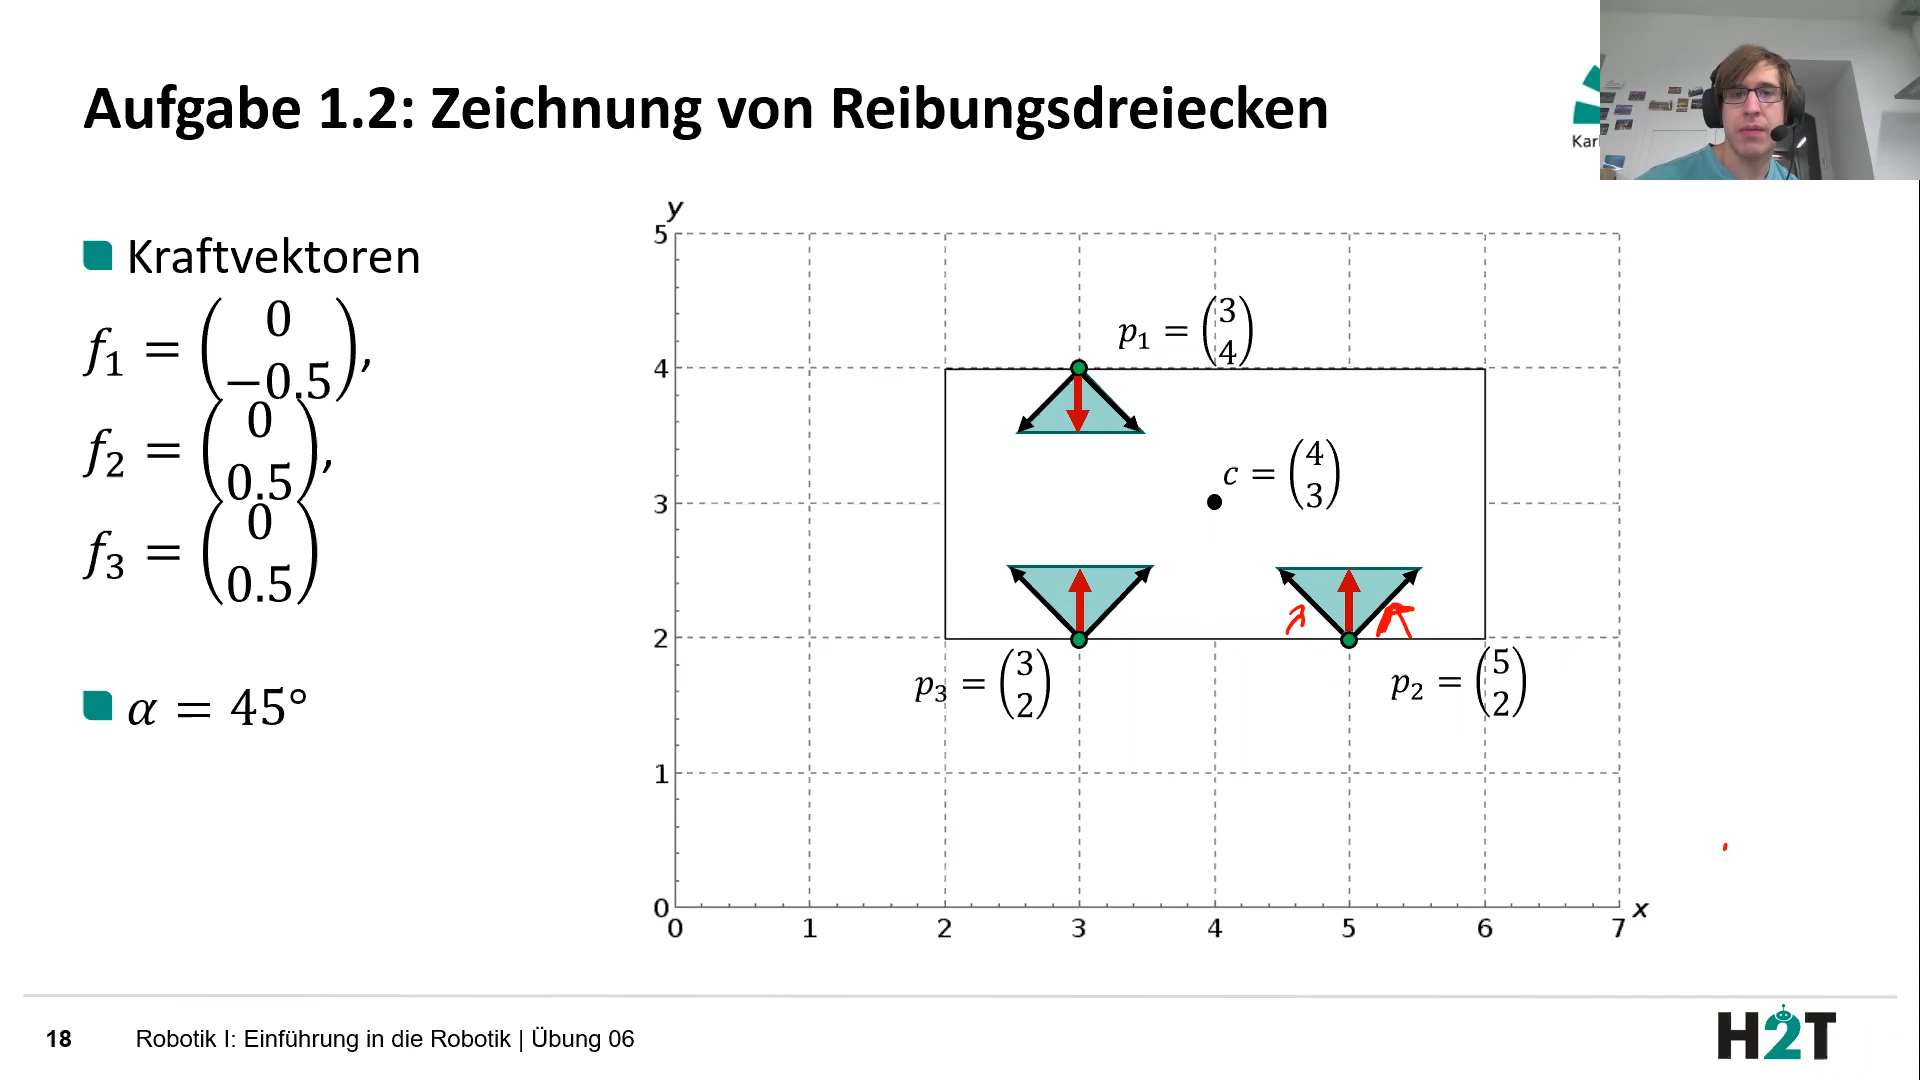 Aufgabe 1.2: Zeichnung von Reibungsdreiecken
Kar
Kraftvektoren
f₁ = (0 −0.5),
f₂ = (0 0.5),
f₃ = (0 0.5)
α = 45°
y
5
4
3
2
1
0
0 1 2 3 4 5 6 7 x
p₁ = (3 4)
c = (4 3)
p₃ = (3 2)
p₂ = (5 2)
18 Robotik I: Einführung in die Robotik | Übung 06
H2T